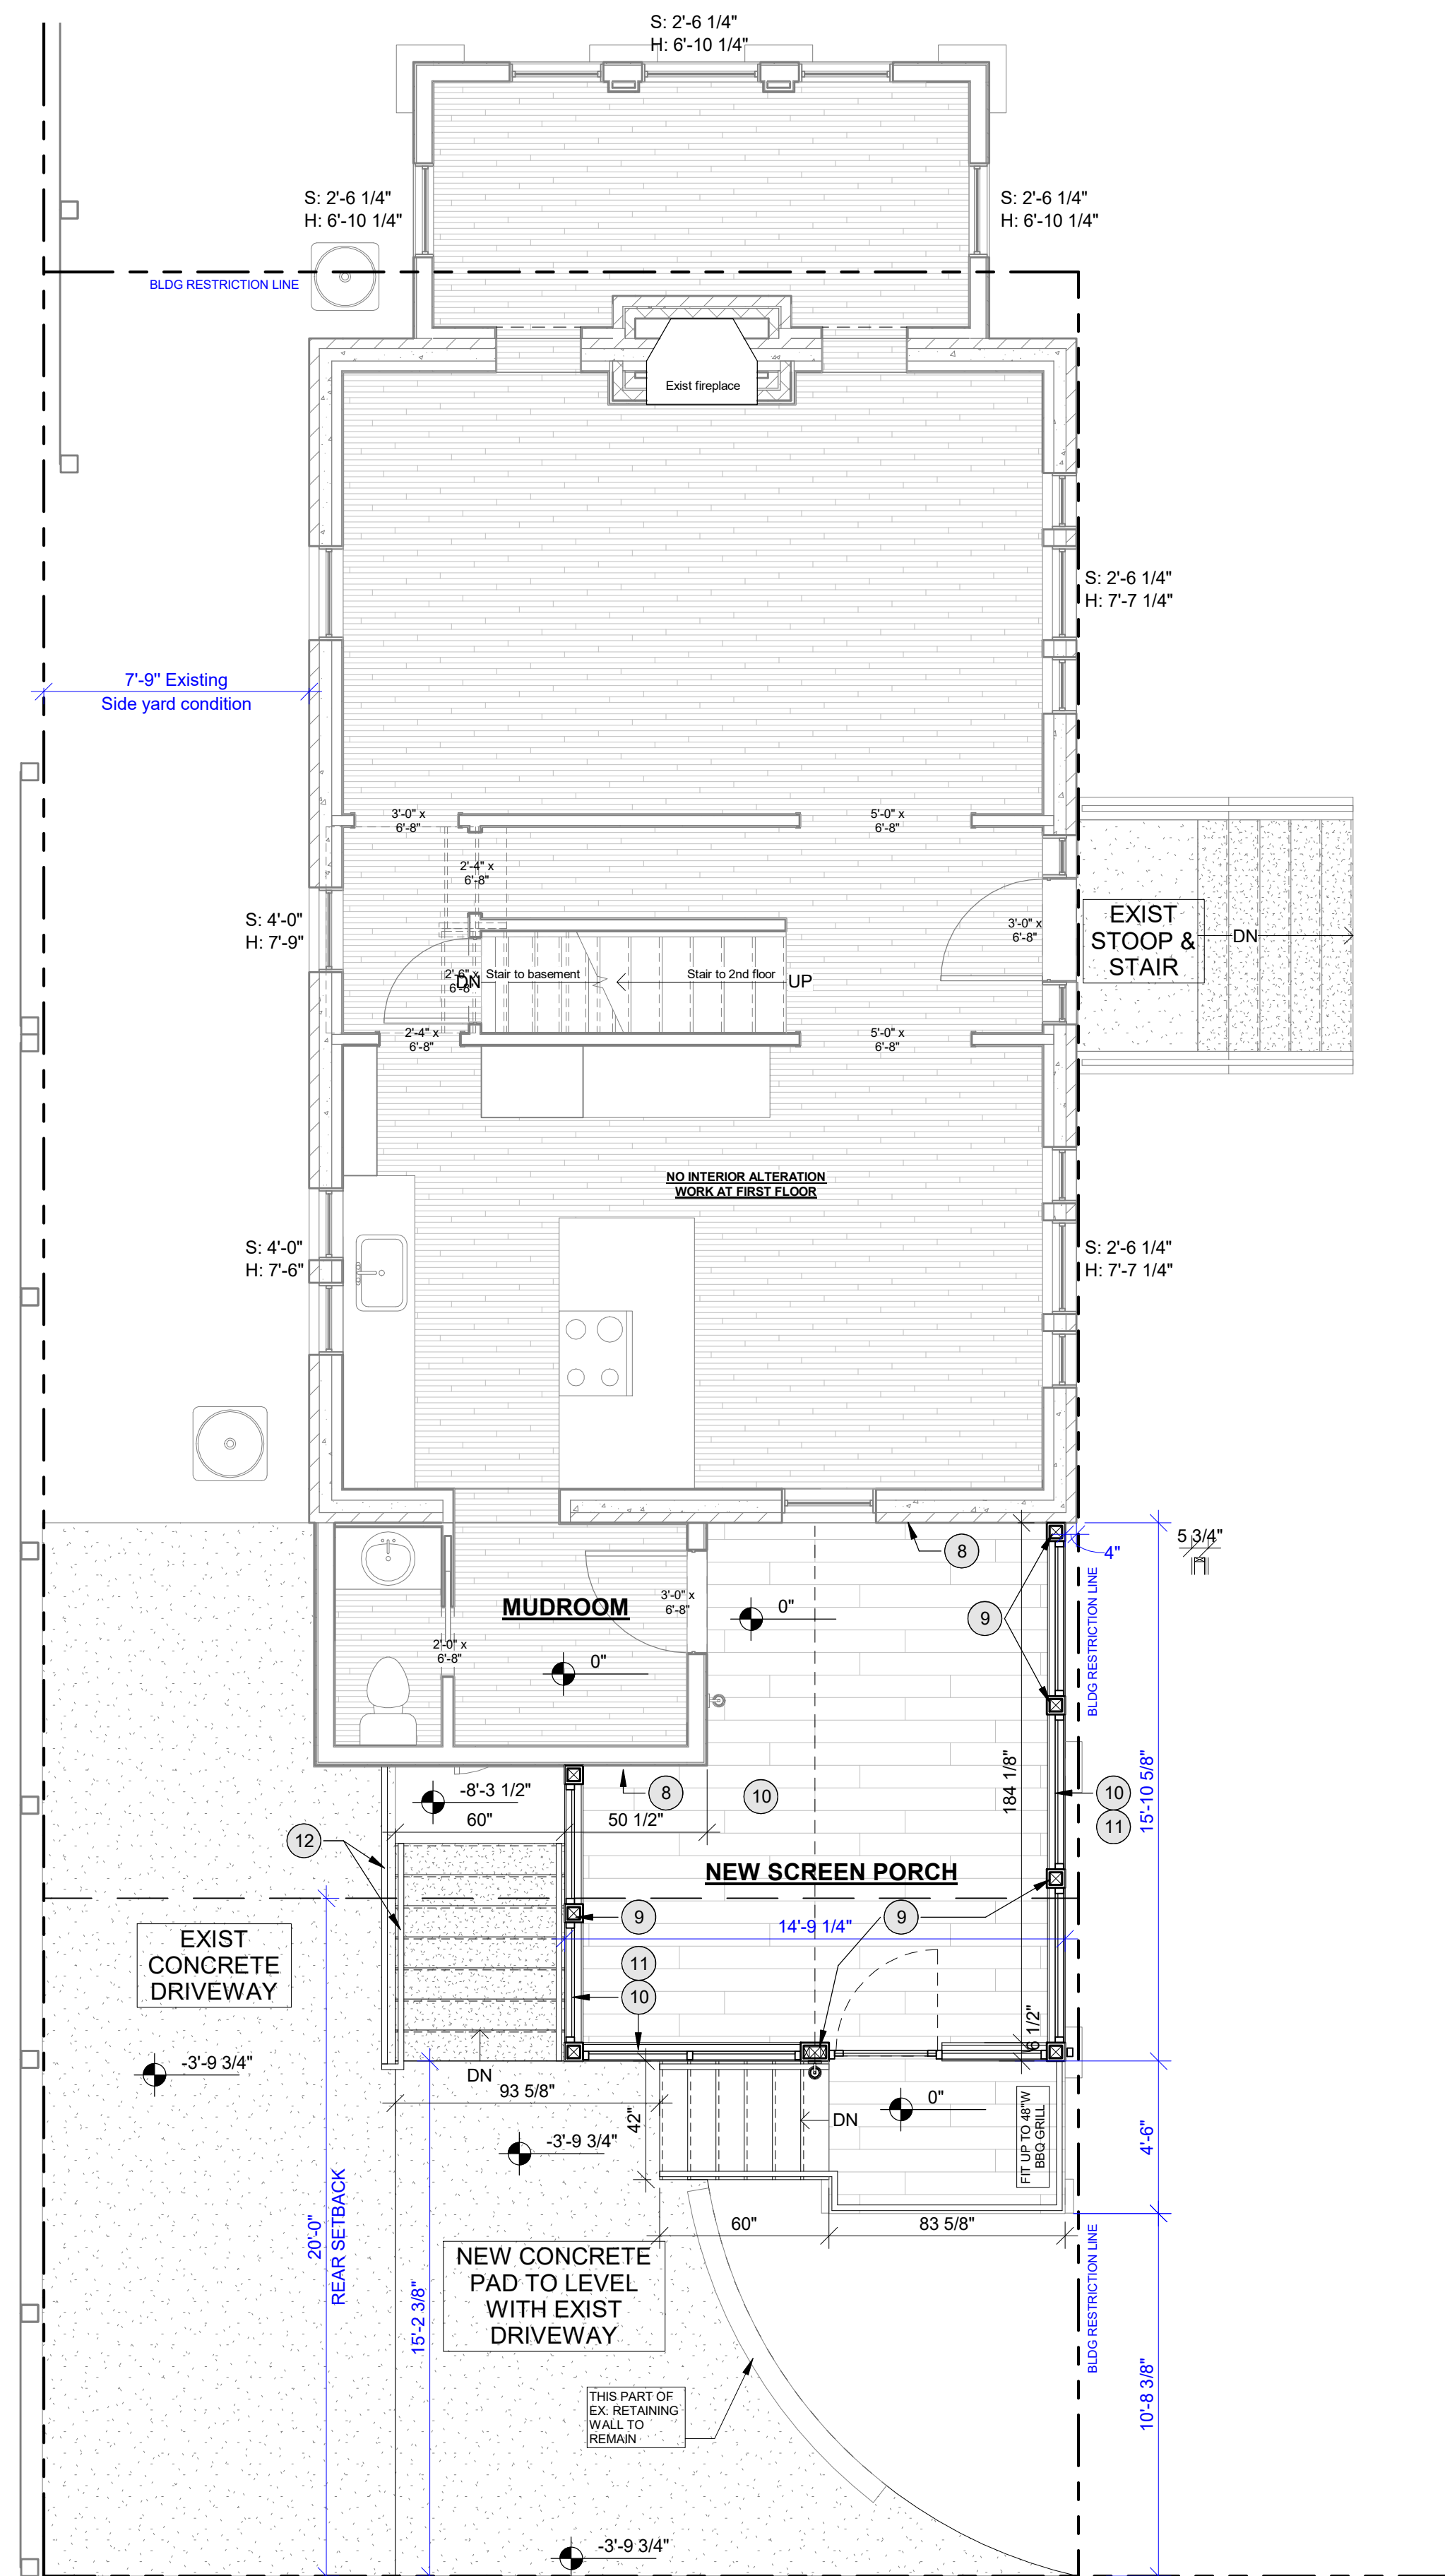 S: 2'-6 1/4"
H: 6'-10 1/4"
S: 2'-6 1/4"
H: 6'-10 1/4"
S: 2'-6 1/4"
H: 6'-10 1/4"
BLDG RESTRICTION LINE
Exist fireplace
S: 2'-6 1/4"
H: 7'-7 1/4"
7'-9" Existing
Side yard condition
3'-0" x
6'-8"
5'-0" x
6'-8"
2'-4" x
6'-8"
S: 4'-0"
H: 7'-9"
3'-0" x
6'-8"
EXIST
STOOP &
STAIR
DN
2'-6" x
6'-8"
DN
Stair to basement
Stair to 2nd floor
UP
2'-4" x
6'-8"
5'-0" x
6'-8"
NO INTERIOR ALTERATION
WORK AT FIRST FLOOR
S: 4'-0"
H: 7'-6"
S: 2'-6 1/4"
H: 7'-7 1/4"
8
4"
5 3/4"
MUDROOM
3'-0" x
6'-8"
0"
9
BLDG RESTRICTION LINE
2'-0" x
6'-8"
0"
-8'-3 1/2"
8
10
184 1/8"
10
11
15'-10 5/8"
60"
50 1/2"
12
NEW SCREEN PORCH
9
9
14'-9 1/4"
EXIST
CONCRETE
DRIVEWAY
11
10
6 1/2"
-3'-9 3/4"
DN
93 5/8"
42"
DN
0"
FIT UP TO 48"W
BBQ GRILL
4'-6"
-3'-9 3/4"
20'-0"
REAR SETBACK
60"
83 5/8"
NEW CONCRETE
PAD TO LEVEL
WITH EXIST
DRIVEWAY
15'-2 3/8"
BLDG RESTRICTION LINE
10'-8 3/8"
THIS PART OF
EX. RETAINING
WALL TO
REMAIN
-3'-9 3/4"